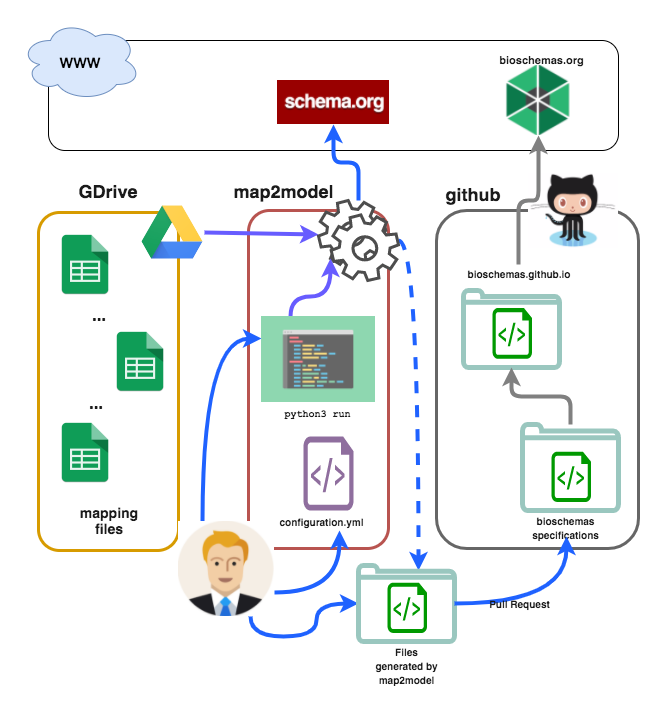 WWW
bioschemas.org
schema.org
GDrive
map2model
github
bioschemas.github.io
...
...
python3 run
mapping
files
configuration.yml
bioschemas
specifications
Pull Request
Files
generated by
map2model